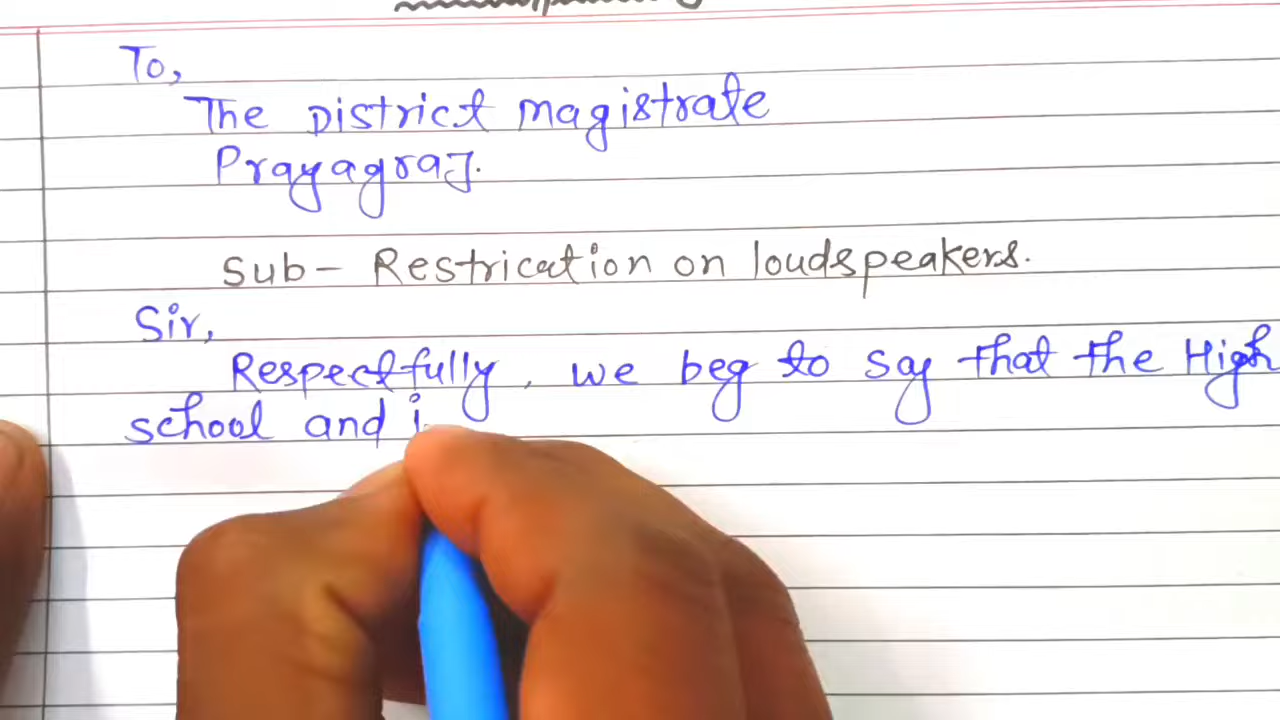 To,
The District magistrate
Prayagraj.
Sub- Restrication on loudspeakers.
Sir,
Respectfully, we beg to say that the High
school and i